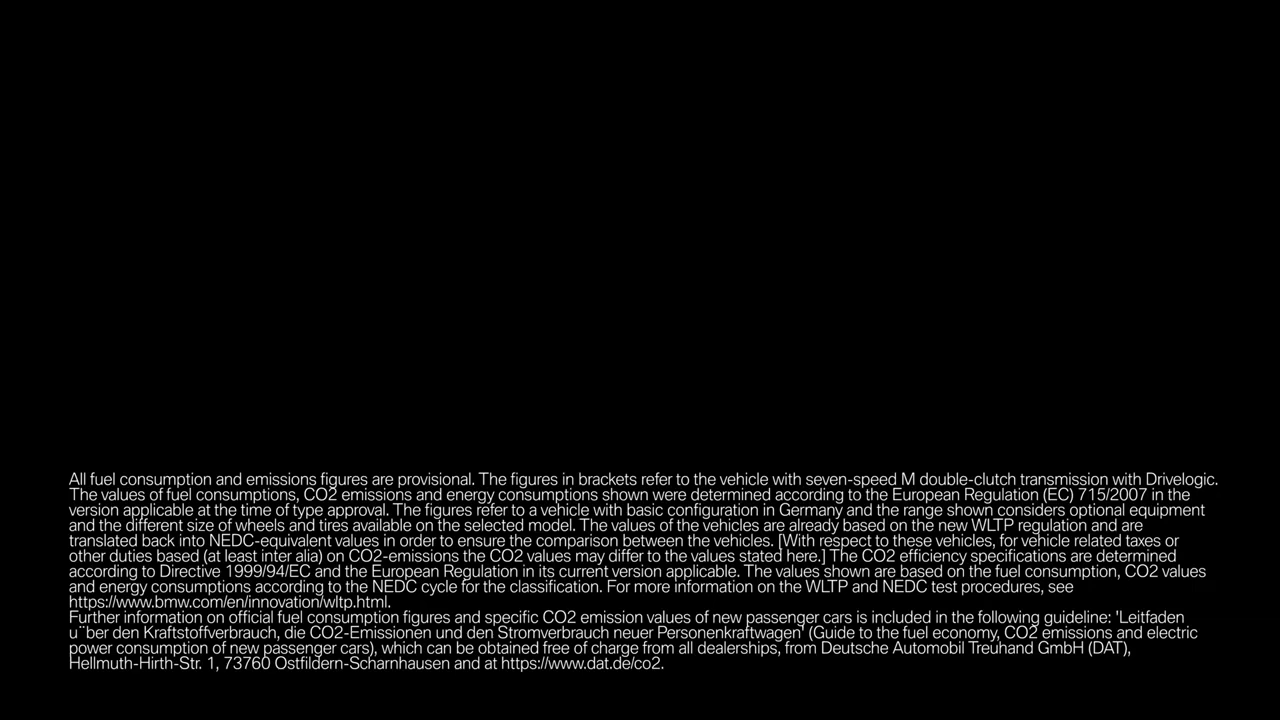 All fuel consumption and emissions figures are provisional. The figures in brackets refer to the vehicle with seven-speed M double-clutch transmission with Drivelogic.
The values of fuel consumptions, CO2 emissions and energy consumptions shown were determined according to the European Regulation (EC) 715/2007 in the
version applicable at the time of type approval. The figures refer to a vehicle with basic configuration in Germany and the range shown considers optional equipment
and the different size of wheels and tires available on the selected model. The values of the vehicles are already based on the new WLTP regulation and are
translated back into NEDC-equivalent values in order to ensure the comparison between the vehicles. [With respect to these vehicles, for vehicle related taxes or
other duties based (at least inter alia) on CO2-emissions the CO2 values may differ to the values stated here.] The CO2 efficiency specifications are determined
according to Directive 1999/94/EC and the European Regulation in its current version applicable. The values shown are based on the fuel consumption, CO2 values
and energy consumptions according to the NEDC cycle for the classification. For more information on the WLTP and NEDC test procedures, see
https://www.bmw.com/en/innovation/wltp.html.
Further information on official fuel consumption figures and specific CO2 emission values of new passenger cars is included in the following guideline: 'Leitfaden
u¨ber den Kraftstoffverbrauch, die CO2-Emissionen und den Stromverbrauch neuer Personenkraftwagen' (Guide to the fuel economy, CO2 emissions and electric
power consumption of new passenger cars), which can be obtained free of charge from all dealerships, from Deutsche Automobil Treuhand GmbH (DAT),
Hellmuth-Hirth-Str. 1, 73760 Ostfildern-Scharnhausen and at https://www.dat.de/co2.